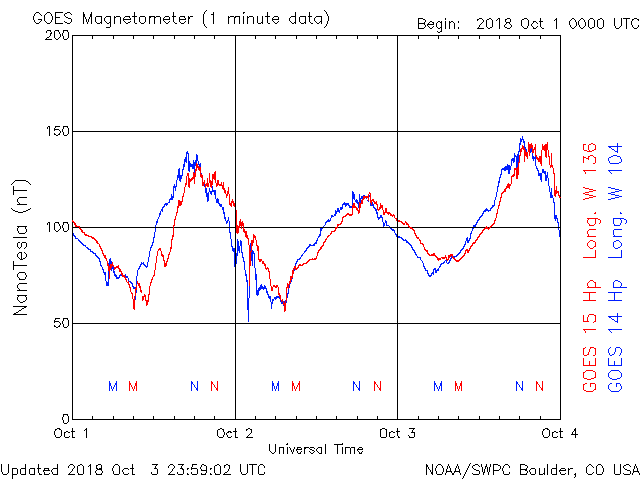 GOES Magnetometer (1 minute data)
Begin: 2018 Oct 1 0000 UTC
200
150
100
50
0
NanoTesla (nT)
M M N N M M N N M M N N
Oct 1 Oct 2 Oct 3 Oct 4
Universal Time
GOES 15 Hp Long. W 136
GOES 14 Hp Long. W 104
Updated 2018 Oct 3 23:59:02 UTC
NOAA/SWPC Boulder, CO USA